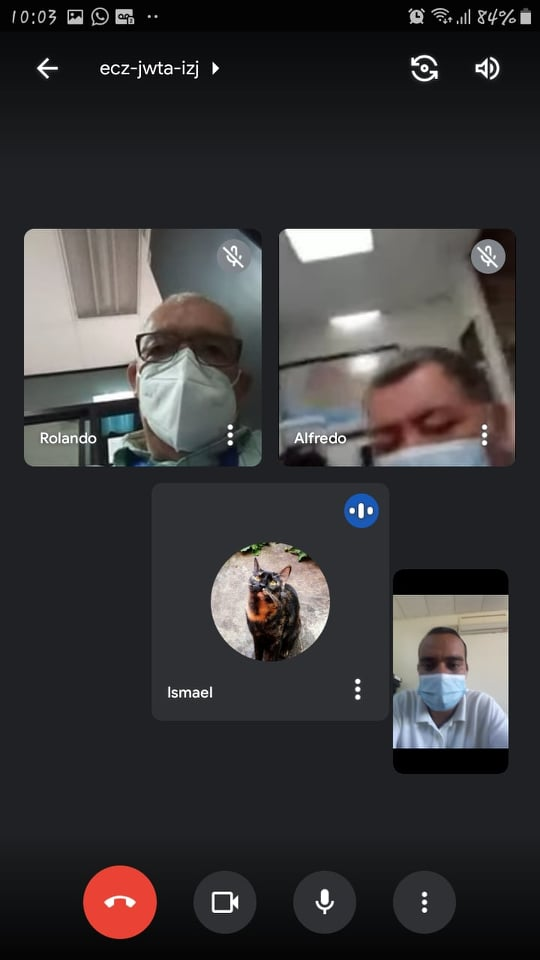 10:03
84%
ecz-jwta-izj
Rolando
Alfredo
Ismael